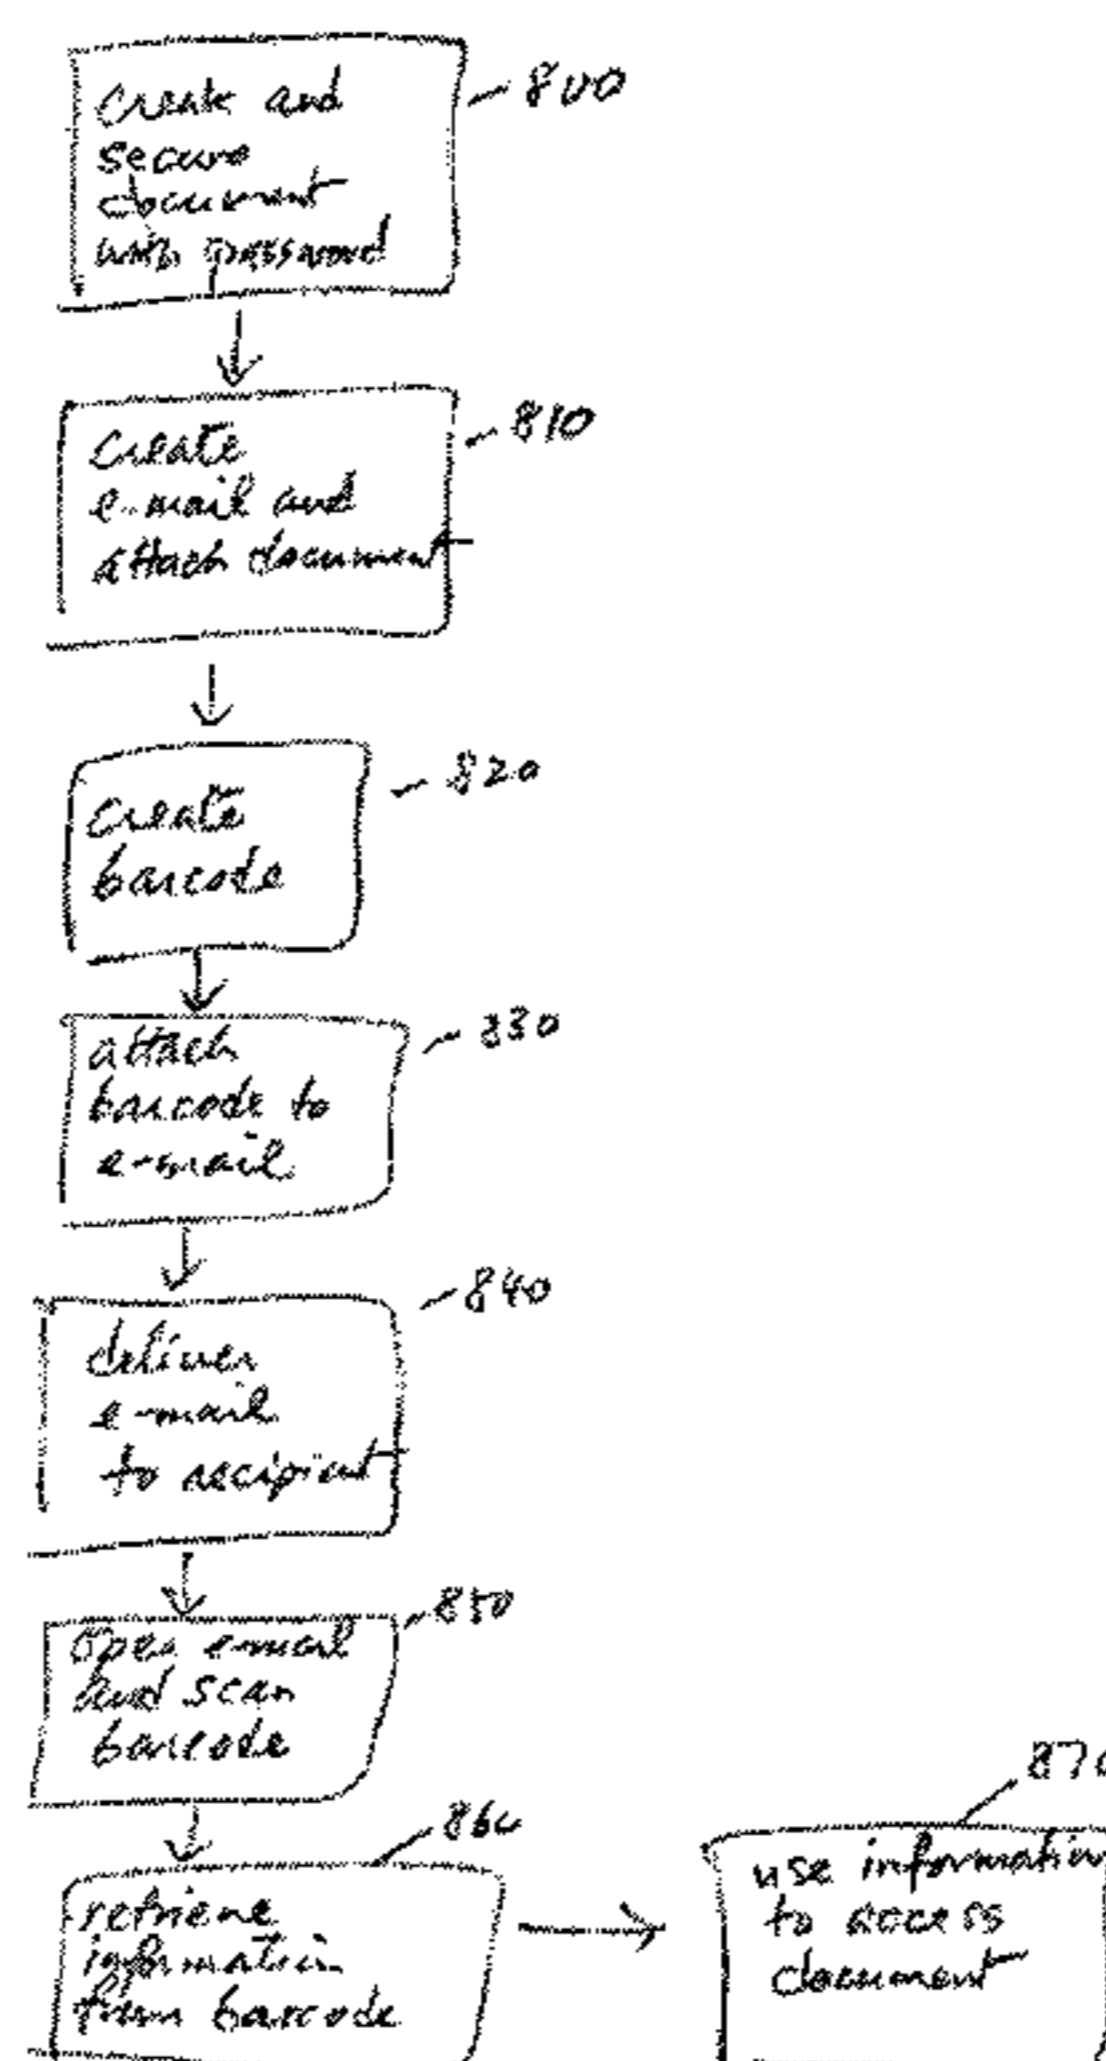 create and
secure
document
with password
800
create
e-mail and
attach document
810
create
barcode
820
attach
barcode to
e-mail
830
deliver
e-mail
to recipient
840
open e-mail
and scan
barcode
850
retrieve
information
from barcode
860
use information
to access
document
870